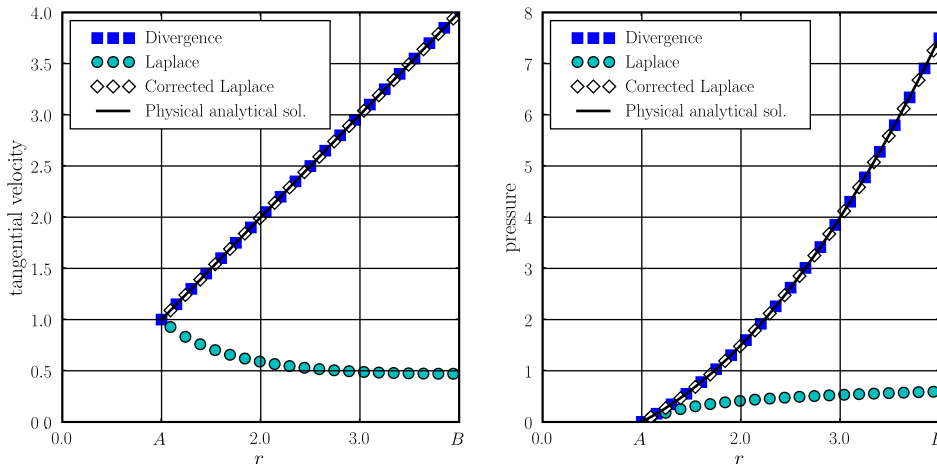 4.0
3.5
3.0
2.5
2.0
1.5
1.0
0.5
0 0
tangential velocity
Divergence
Laplace
Corrected Laplace
Physical analytical sol.
0.0
A
2.0
3.0
B
r
8
7
6
5
4
3
2
1
0
pressure
Divergence
Laplace
Corrected Laplace
Physical analytical sol.
0.0
A
2.0
3.0
r